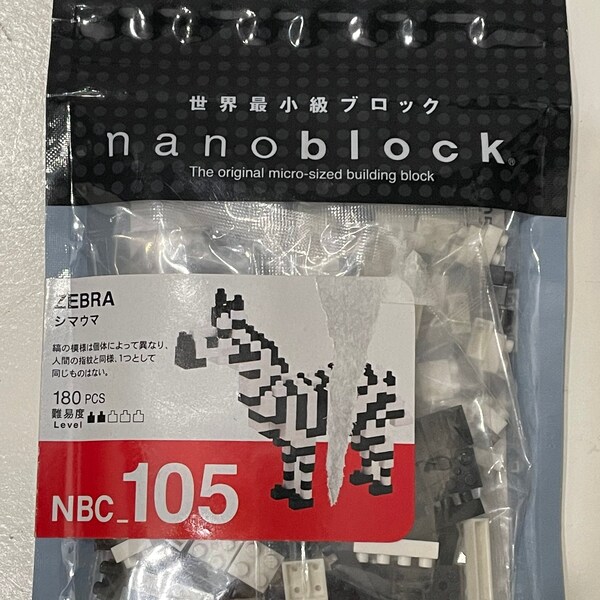 世界最小級ブロック
nanoblock®
The original micro-sized building block
ZEBRA
シマウマ
縞の模様は個体によって異なり、
人間の指紋と同様、1つとして
同じものはない。
180 PCS
難易度
Level
NBC_105